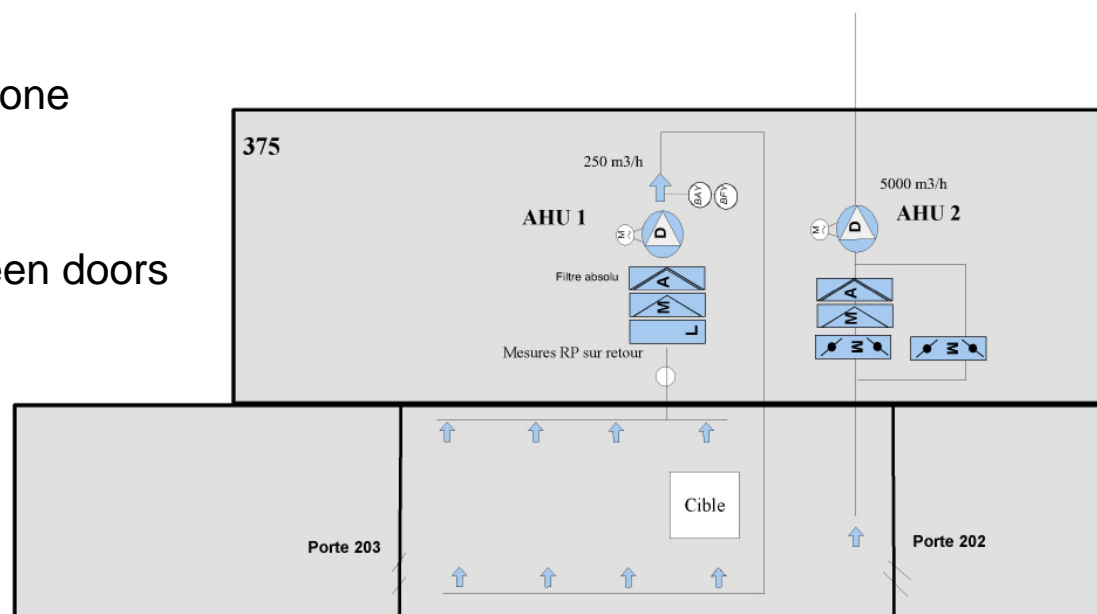 one
375
250 m3/h
BAY
BFY
5000 m3/h
AHU 1
AHU 2
M
D
M
D
Filtre absolu
A
A
M
M
L
M
M
Mesures RP sur retour
een doors
Cible
Porte 203
Porte 202